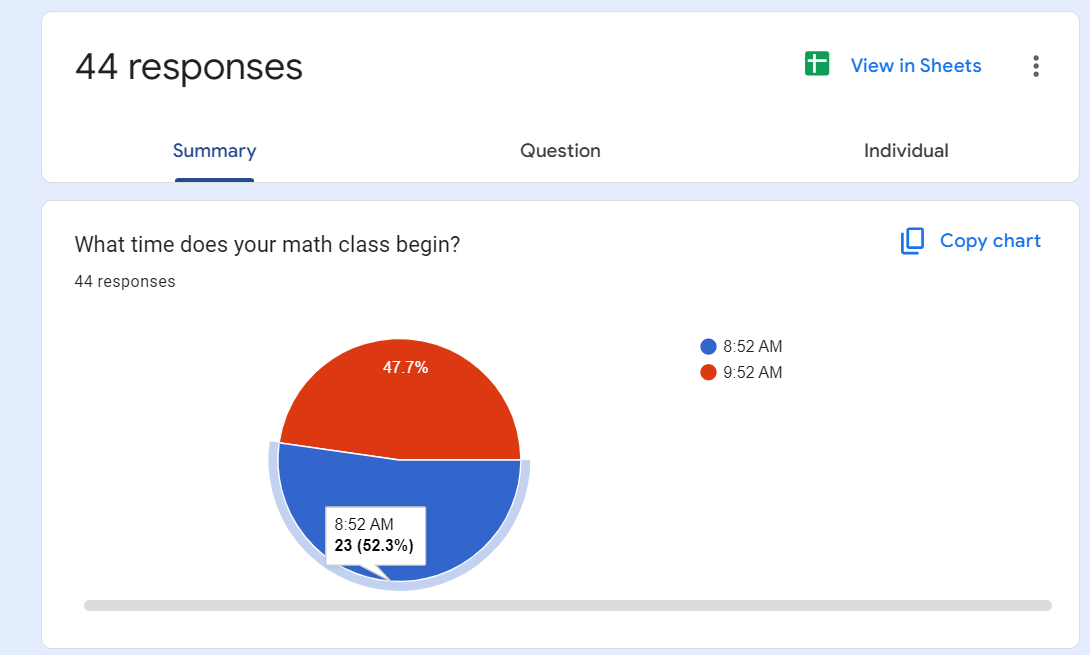 44 responses
View in Sheets
Summary
Question
Individual
What time does your math class begin?
Copy chart
44 responses
47.7%
8:52 AM
9:52 AM
8:52 AM
23 (52.3%)